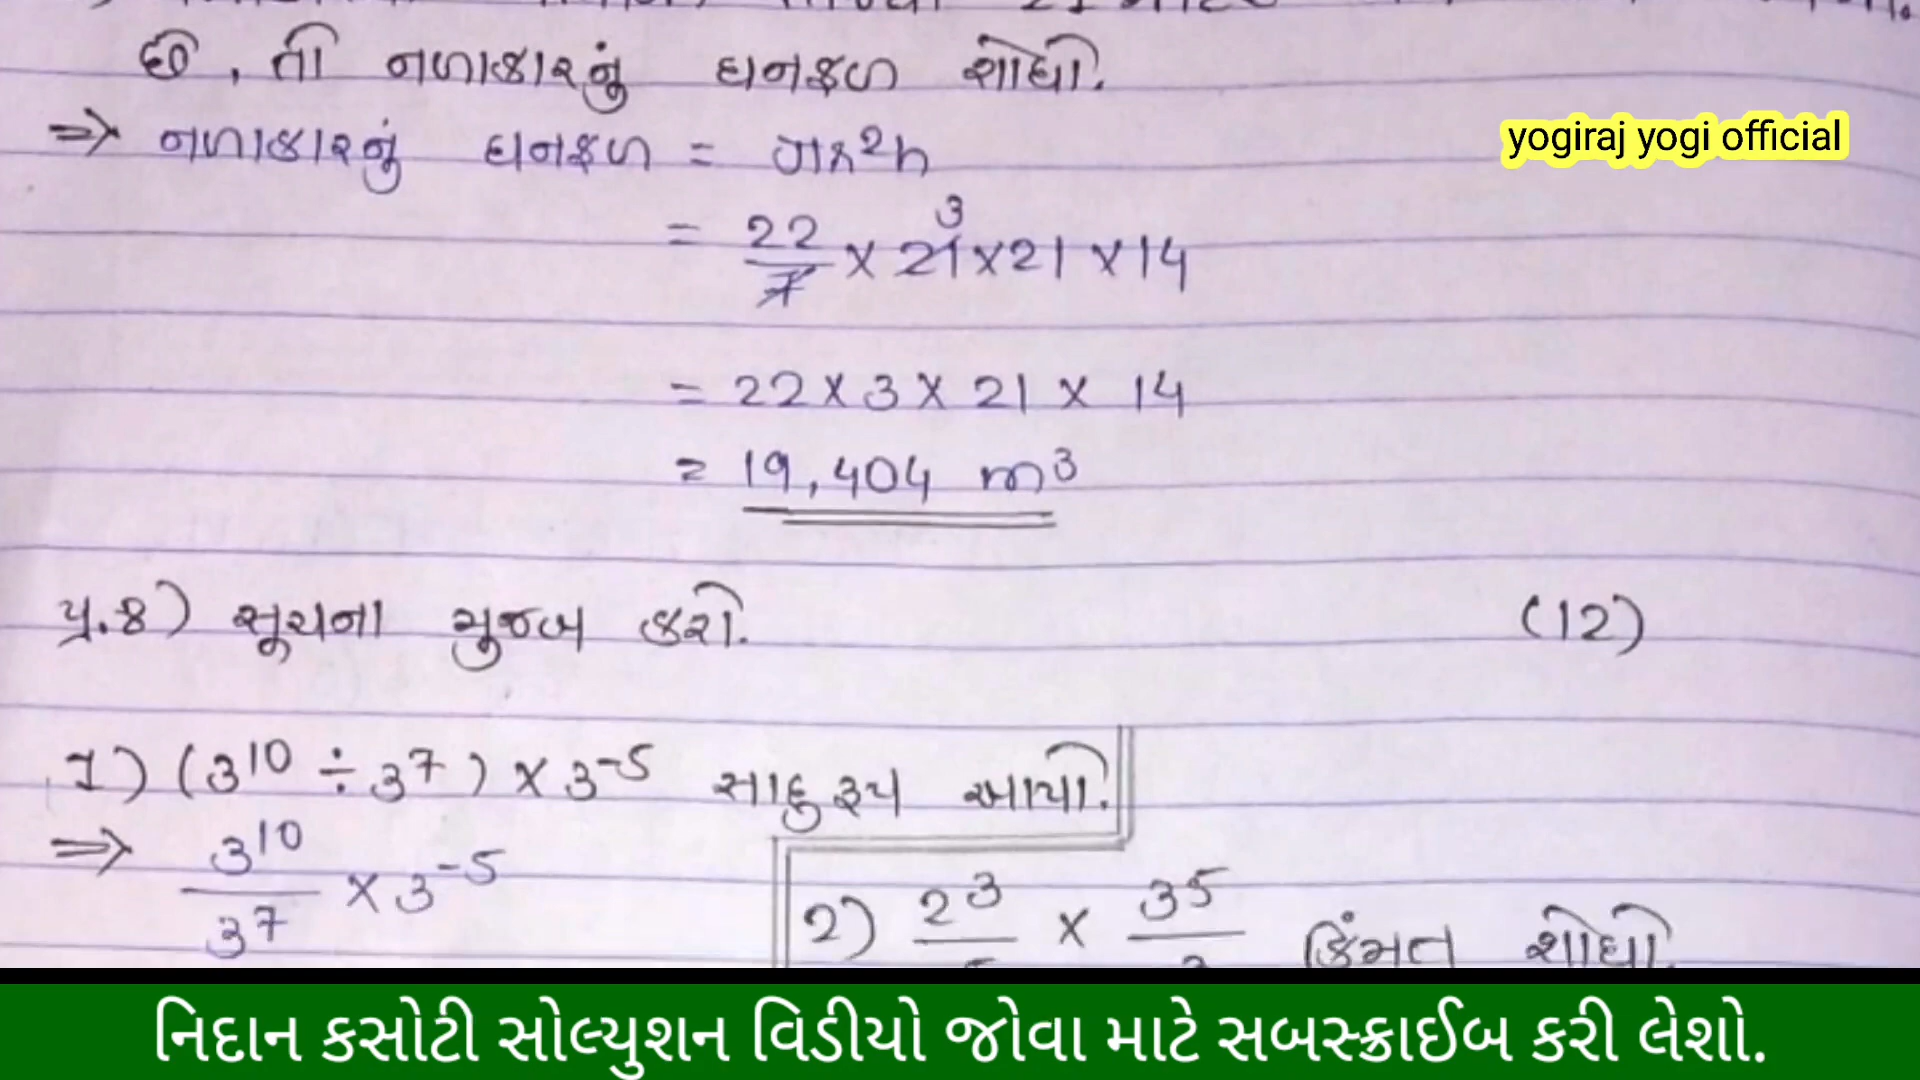 છે, તો નળાકારનું ઘનફળ શોધો.
yogiraj yogi official
⇒ નળાકારનું ઘનફળ = πr²h
= 22/7 × 21 × 21 × 14
3
= 22 × 3 × 21 × 14
= 19,404 m³
પ્ર.8) સૂચના મુજબ કરો. (12)
1) (3¹⁰ ÷ 3⁷) × 3⁻⁵ સાદુ રૂપ આપો.
⇒ 3¹⁰/3⁷ × 3⁻⁵
2) 2³ × 3⁵ કિંમત શોધો.
નિદાન કસોટી સોલ્યુશન વિડીયો જોવા માટે સબસ્ક્રાઈબ કરી લેશો.